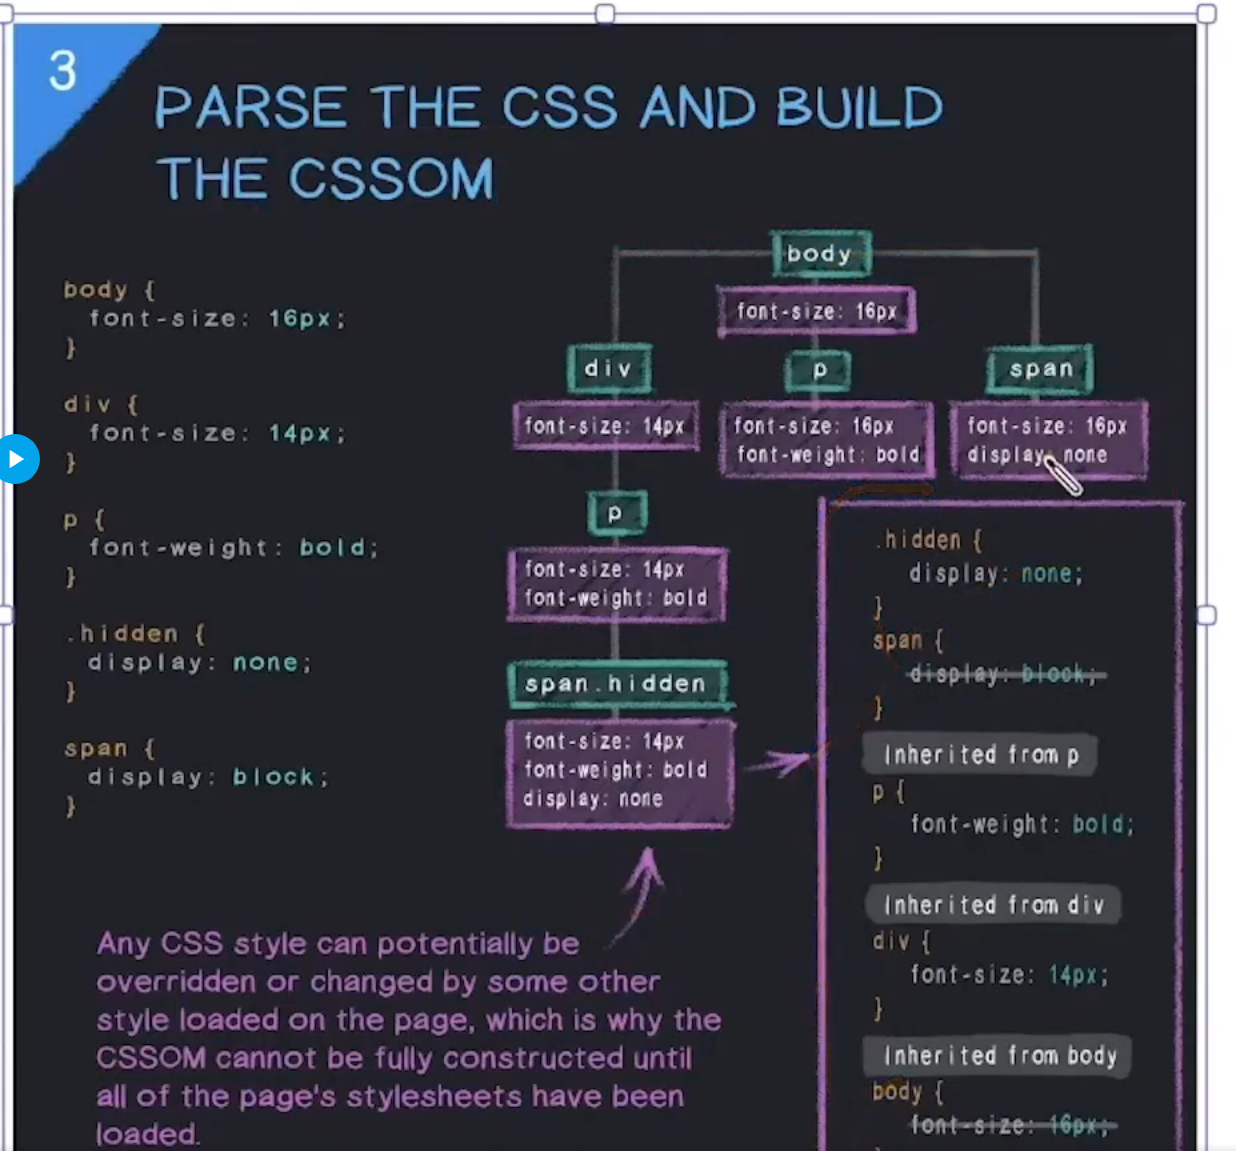 3
PARSE THE CSS AND BUILD
THE CSSOM
body {
font-size: 16px;
}
div {
font-size: 14px;
}
p {
font-weight: bold;
}
.hidden {
display: none;
}
span {
display: block;
}
body
font-size: 16px
div
font-size: 14px
p
font-size: 16px
font-weight: bold
span
font-size: 16px
display: none
p
font-size: 14px
font-weight: bold
span.hidden
font-size: 14px
font-weight: bold
display: none
.hidden {
display: none;
}
span {
display: block;
}
Inherited from p
p {
font-weight: bold;
}
Inherited from div
div {
font-size: 14px;
}
Inherited from body
body {
font-size: 16px;
Any CSS style can potentially be
overridden or changed by some other
style loaded on the page, which is why the
CSSOM cannot be fully constructed until
all of the page's stylesheets have been
loaded.